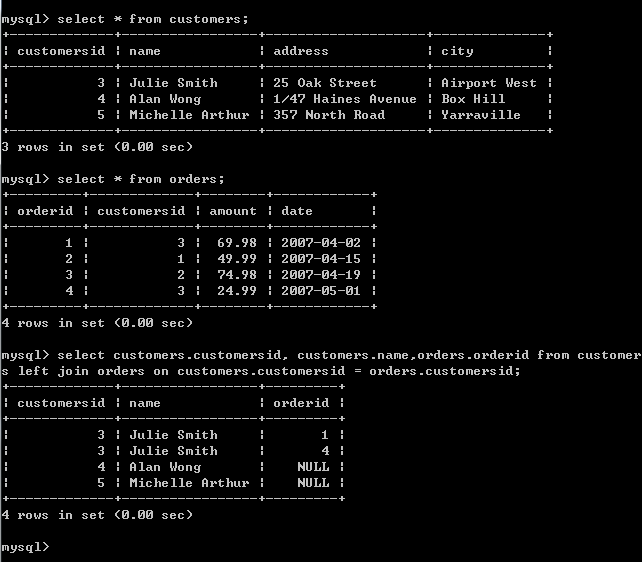 mysql> select * from customers;
+-------------+-----------------+------------------+--------------+
| customersid | name            | address          | city         |
+-------------+-----------------+------------------+--------------+
|           3 | Julie Smith     | 25 Oak Street    | Airport West |
|           4 | Alan Wong       | 1/47 Haines Avenue | Box Hill     |
|           5 | Michelle Arthur | 357 North Road   | Yarraville   |
+-------------+-----------------+------------------+--------------+
3 rows in set (0.00 sec)
mysql> select * from orders;
+---------+-------------+--------+------------+
| orderid | customersid | amount | date       |
+---------+-------------+--------+------------+
|       1 |           3 |  69.98 | 2007-04-02 |
|       2 |           1 |  49.99 | 2007-04-15 |
|       3 |           2 |  74.98 | 2007-04-19 |
|       4 |           3 |  24.99 | 2007-05-01 |
+---------+-------------+--------+------------+
4 rows in set (0.00 sec)
mysql> select customers.customersid, customers.name,orders.orderid from customer
s left join orders on customers.customersid = orders.customersid;
+-------------+-----------------+---------+
| customersid | name            | orderid |
+-------------+-----------------+---------+
|           3 | Julie Smith     |       1 |
|           3 | Julie Smith     |       4 |
|           4 | Alan Wong       |    NULL |
|           5 | Michelle Arthur |    NULL |
+-------------+-----------------+---------+
4 rows in set (0.00 sec)
mysql>